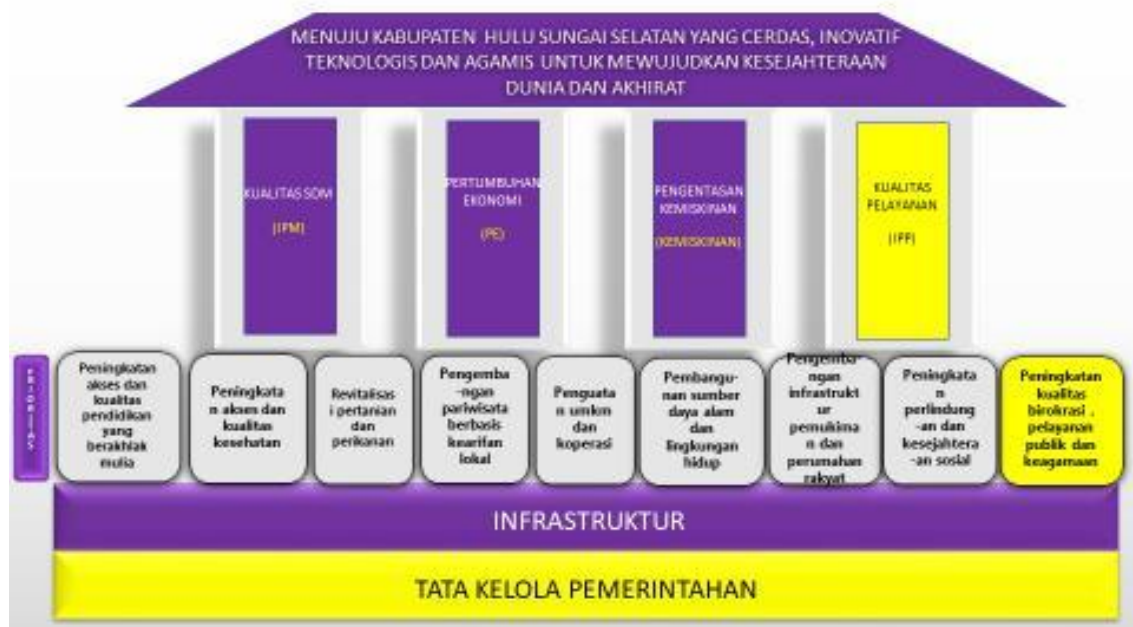 MENUJU KABUPATEN HULU SUNGAI SELATAN YANG CERDAS, INOVATIF
TEKNOLOGIS DAN AGAMIS UNTUK MEWUJUDKAN KESEJAHTERAAN
DUNIA DAN AKHIRAT
KUALITAS SDM
(IPM)
PERTUMBUHAN
EKONOMI
(PE)
PENGENTASAN
KEMISKINAN
(KEMISKINAN)
KUALITAS
PELAYANAN
(IPP)
PRIORITAS
Peningkatan
akses dan
kualitas
pendidikan
yang
berakhlak
mulia
Peningkata
n akses dan
kualitas
kesehatan
Revitalisas
i pertanian
dan
perikanan
Pengemba
-ngan
pariwisata
berbasis
kearifan
lokal
Penguata
n umkm
dan
koperasi
Pembangu-
nan sumber
daya alam
dan
lingkungan
hidup
Pengemba-
ngan
infrastrukt
ur
pemukima
n dan
perumahan
rakyat
Peningkata
n
perlindung
-an dan
kesejahtera
-an sosial
Peningkatan
kualitas
birokrasi ,
pelayanan
publik dan
keagamaan
INFRASTRUKTUR
TATA KELOLA PEMERINTAHAN